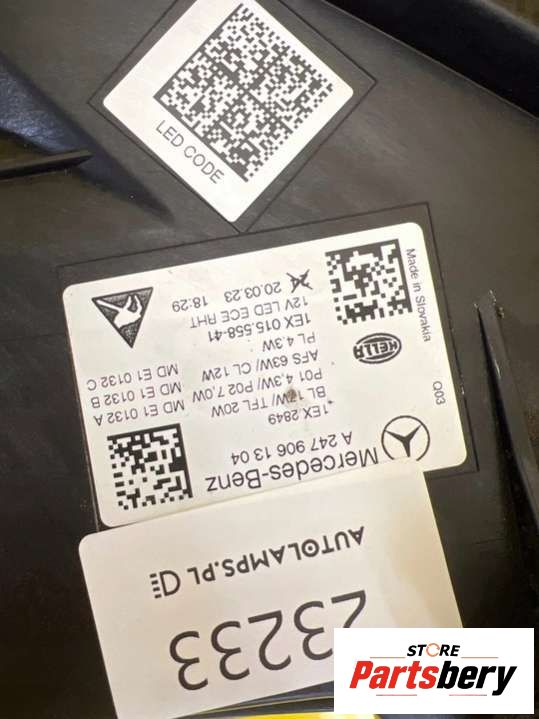 LED CODE
Mercedes-Benz
A 247 906 13 04
1EX 2849
BL 17W/ TFL 20W
P01 4,3W/ P02 7,0W
AFS 63W/ CL 12W
PL 4,3W
1EX 015.558-41
12V LED ECE RHT
20.03.23 18:29
MD E1 0132 A
MD E1 0132 B
MD E1 0132 C
HELLA
Q03
Made in Slovakia
AUTOLAMPS.PL
23233
STORE
Partsbery